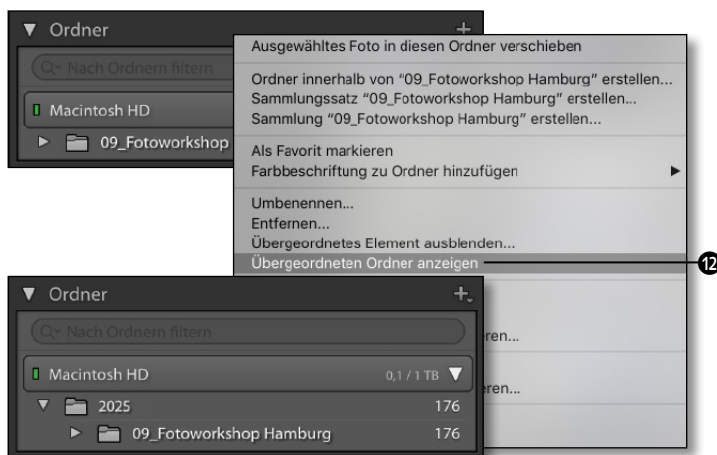 Ordner
Nach Ordnern filtern
Macintosh HD
09_Fotoworkshop
Ausgewähltes Foto in diesen Ordner verschieben
Ordner innerhalb von "09_Fotoworkshop Hamburg" erstellen...
Sammlungssatz "09_Fotoworkshop Hamburg" erstellen...
Sammlung "09_Fotoworkshop Hamburg" erstellen...
Als Favorit markieren
Farbbeschriftung zu Ordner hinzufügen
Umbenennen...
Entfernen...
Übergeordnetes Element ausblenden...
Übergeordneten Ordner anzeigen
12
ren...
ren...
Ordner
Nach Ordnern filtern
Macintosh HD 0,1 / 1 TB
2025 176
09_Fotoworkshop Hamburg 176